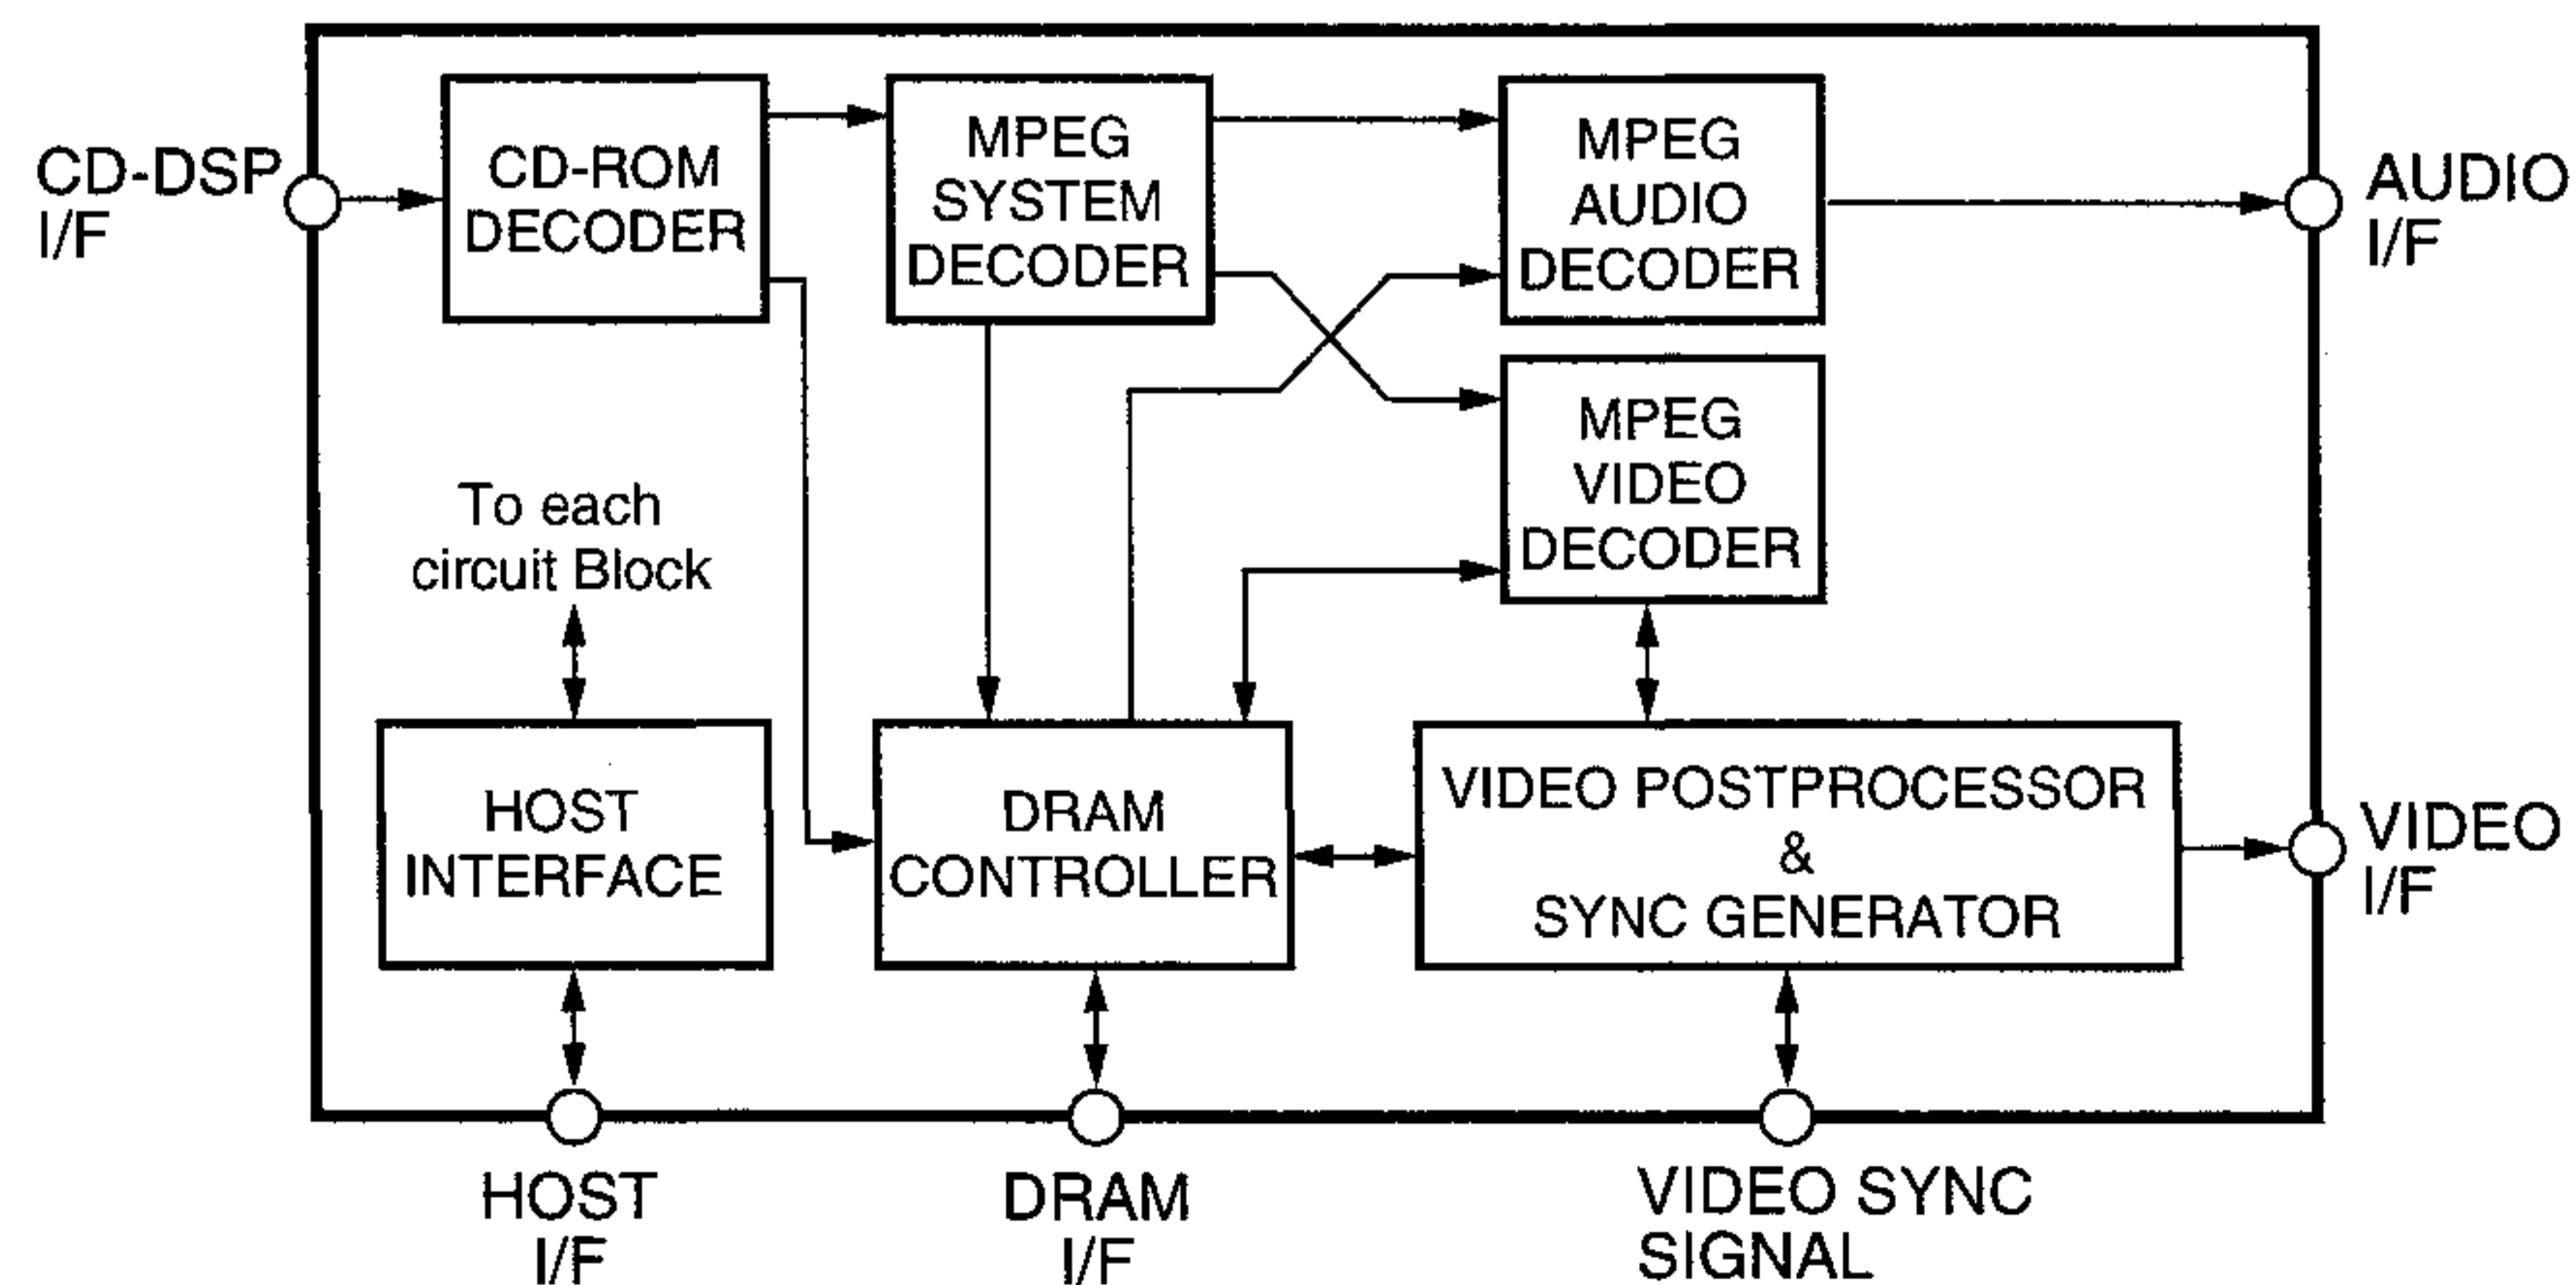 CD-DSP
I/F
CD-ROM
DECODER
MPEG
SYSTEM
DECODER
MPEG
AUDIO
DECODER
AUDIO
I/F
MPEG
VIDEO
DECODER
To each
circuit Block
HOST
INTERFACE
DRAM
CONTROLLER
VIDEO POSTPROCESSOR
&
SYNC GENERATOR
VIDEO
I/F
HOST
I/F
DRAM
I/F
VIDEO SYNC
SIGNAL